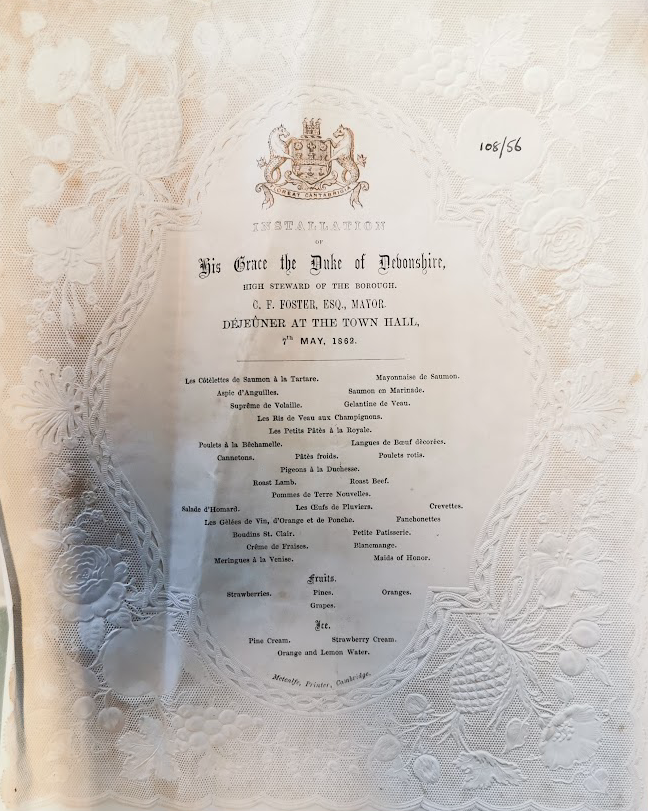 108/56
FLOREAT CANTABRIGIA
INSTALLATION
OF
His Grace the Duke of Devonshire,
HIGH STEWARD OF THE BOROUGH.
C. F. FOSTER, ESQ., MAYOR.
DÉJEÛNER AT THE TOWN HALL,
7th MAY, 1862.
Les Côtélettes de Saumon à la Tartare. Mayonnaise de Saumon.
Aspic d'Anguilles. Saumon en Marinade.
Suprême de Volaille. Gelantine de Veau.
Les Ris de Veau aux Champignons.
Les Petits Pâtés à la Royale.
Poulets à la Bèchamelle. Langues de Bœuf décorées.
Cannetons. Pâtés froids. Poulets rotis.
Pigeons à la Duchesse.
Roast Lamb. Roast Beef.
Pommes de Terre Nouvelles.
Salade d'Homard. Les Œufs de Pluviers. Crevettes.
Les Gélées de Vin, d'Orange et de Ponche. Fanchonettes
Boudins St. Clair. Petite Patisserie.
Crême de Fraises. Blancmange.
Meringues à la Venise. Maids of Honor.
Fruits.
Strawberries. Pines. Oranges.
Grapes.
Ice.
Pine Cream. Strawberry Cream.
Orange and Lemon Water.
Metcalfe, Printer, Cambridge.